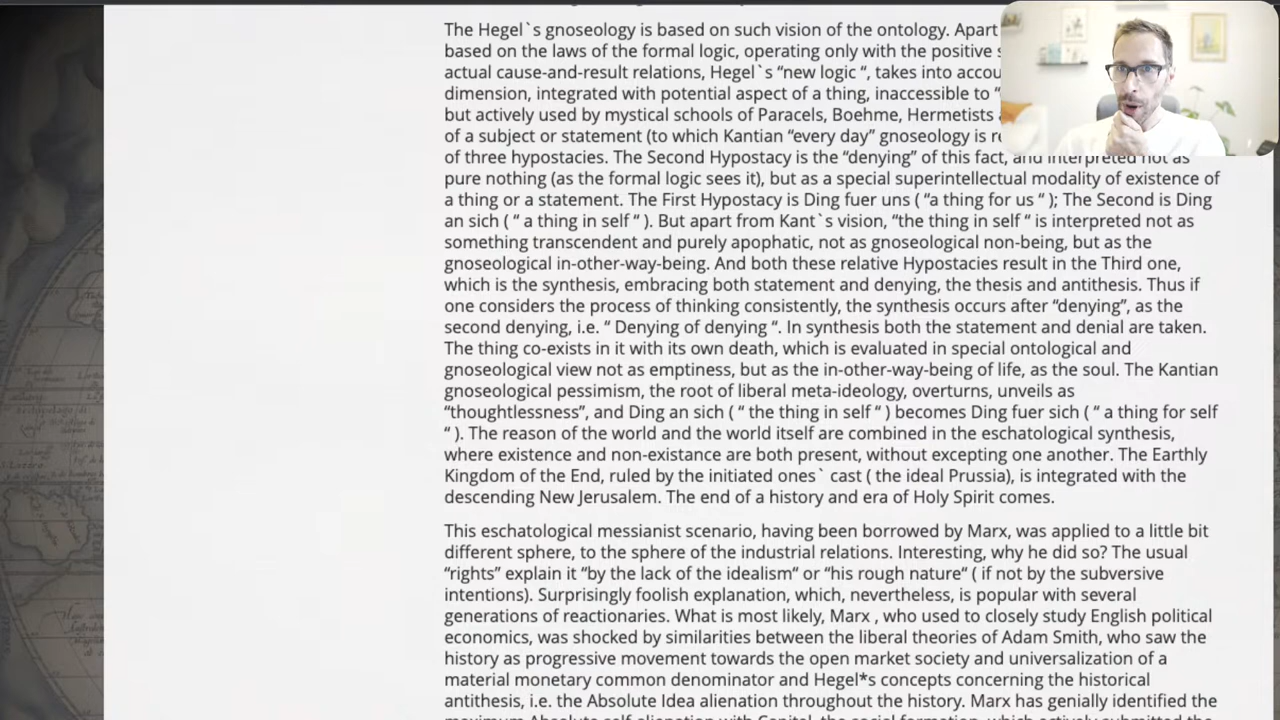 The Hegel`s gnoseology is based on such vision of the ontology. Apart
based on the laws of the formal logic, operating only with the positive
actual cause-and-result relations, Hegel`s “new logic “, takes into
dimension, integrated with potential aspect of a thing, inaccessible to
but actively used by mystical schools of Paracels, Boehme, Hermetists
of a subject or statement (to which Kantian “every day” gnoseology is
of three hypostacies. The Second Hypostacy is the “denying” of this fact, and interpreted not as
pure nothing (as the formal logic sees it), but as a special superintellectual modality of existence of
a thing or a statement. The First Hypostacy is Ding fuer uns ( “a thing for us “ ); The Second is Ding
an sich ( “ a thing in self “ ). But apart from Kant`s vision, “the thing in self “ is interpreted not as
something transcendent and purely apophatic, not as gnoseological non-being, but as the
gnoseological in-other-way-being. And both these relative Hypostacies result in the Third one,
which is the synthesis, embracing both statement and denying, the thesis and antithesis. Thus if
one considers the process of thinking consistently, the synthesis occurs after “denying”, as the
second denying, i.e. “ Denying of denying “. In synthesis both the statement and denial are taken.
The thing co-exists in it with its own death, which is evaluated in special ontological and
gnoseological view not as emptiness, but as the in-other-way-being of life, as the soul. The Kantian
gnoseological pessimism, the root of liberal meta-ideology, overturns, unveils as
“thoughtlessness”, and Ding an sich ( “ the thing in self “ ) becomes Ding fuer sich ( “ a thing for self
“ ). The reason of the world and the world itself are combined in the eschatological synthesis,
where existence and non-existance are both present, without excepting one another. The Earthly
Kingdom of the End, ruled by the initiated ones` cast ( the ideal Prussia), is integrated with the
descending New Jerusalem. The end of a history and era of Holy Spirit comes.
This eschatological messianist scenario, having been borrowed by Marx, was applied to a little bit
different sphere, to the sphere of the industrial relations. Interesting, why he did so? The usual
“rights” explain it “by the lack of the idealism“ or “his rough nature“ ( if not by the subversive
intentions). Surprisingly foolish explanation, which, nevertheless, is popular with several
generations of reactionaries. What is most likely, Marx , who used to closely study English political
economics, was shocked by similarities between the liberal theories of Adam Smith, who saw the
history as progressive movement towards the open market society and universalization of a
material monetary common denominator and Hegel*s concepts concerning the historical
antithesis, i.e. the Absolute Idea alienation throughout the history. Marx has genially identified the
maximum Absolute self-alienation with Capital, the social formation, which actively submitted the